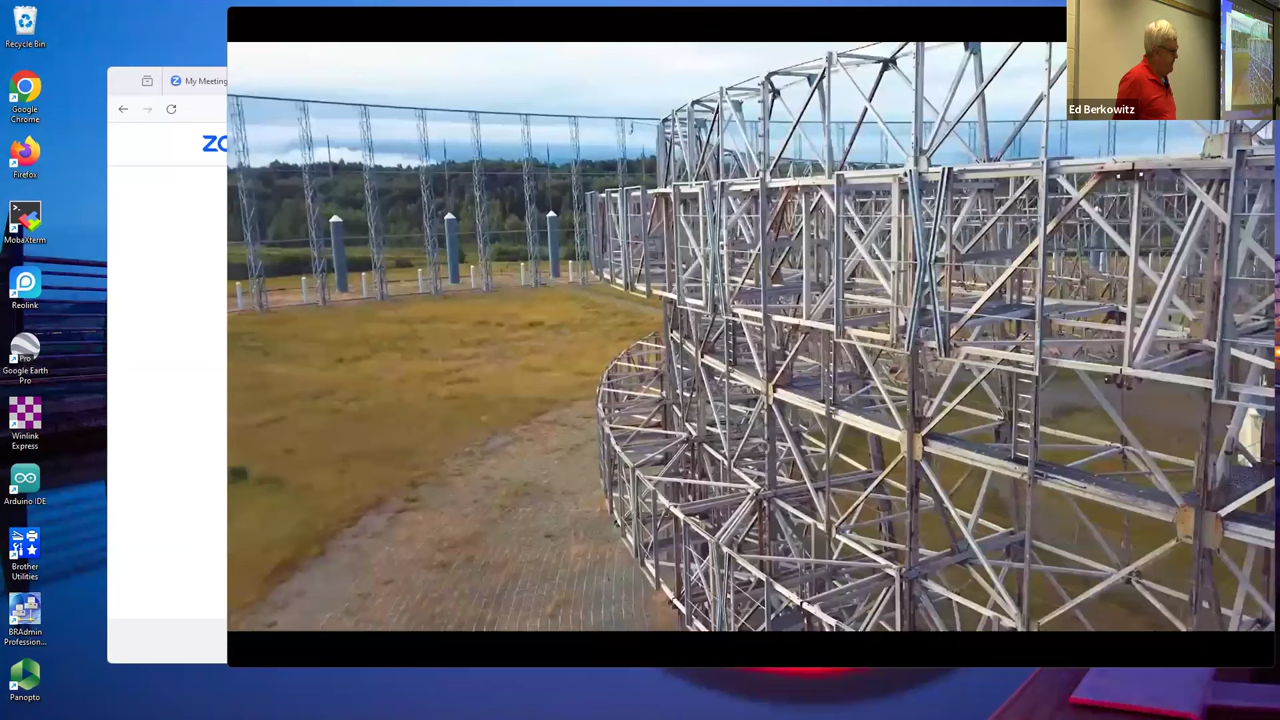 Recycle Bin
Google
Chrome
Firefox
MobaXterm
Reolink
Pro
Google Earth
Pro
Winlink
Express
Arduino IDE
Brother
Utilities
BRAdmin
Profession...
Panopto
My Meeting
Ed Berkowitz